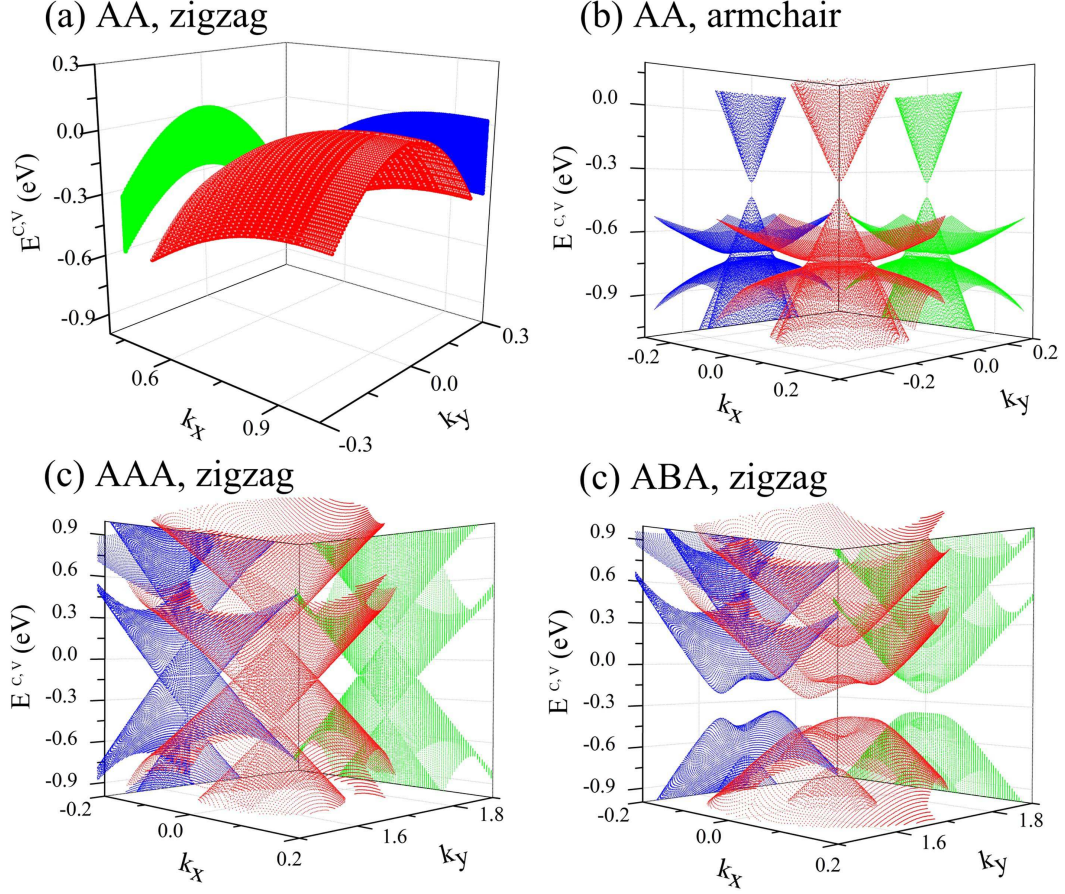 (a) AA, zigzag
0.3
0.0
-0.3
-0.6
-0.9
E^C,V (eV)
0.6
0.9
k_x
-0.3
0.0
0.3
k_y
(b) AA, armchair
0.0
-0.3
-0.6
-0.9
E^C,V (eV)
-0.2
0.0
0.2
k_x
-0.2
0.0
0.2
k_y
(c) AAA, zigzag
0.9
0.6
0.3
0.0
-0.3
-0.6
-0.9
E^C,V (eV)
-0.2
0.0
0.2
k_x
1.6
1.8
k_y
(c) ABA, zigzag
0.9
0.6
0.3
0.0
-0.3
-0.6
-0.9
E^C,V (eV)
-0.2
0.0
0.2
k_x
1.6
1.8
k_y